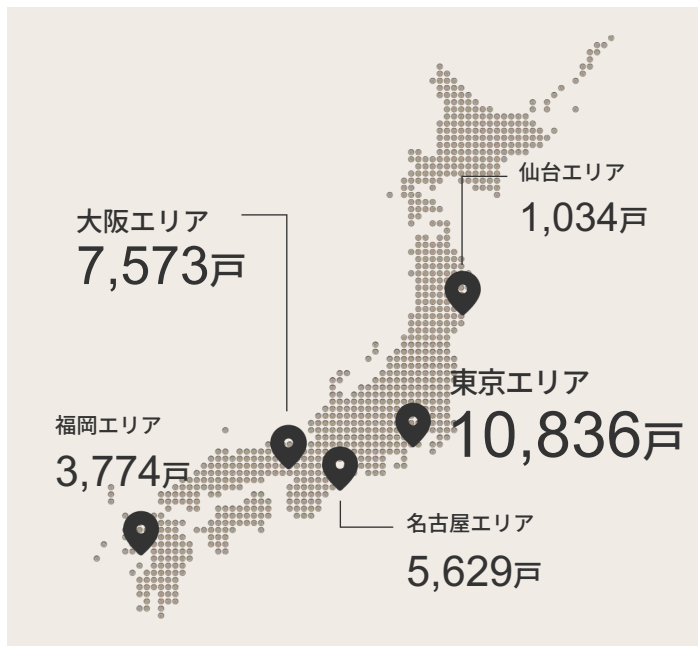 仙台エリア
1,034戸
大阪エリア
7,573戸
東京エリア
10,836戸
福岡エリア
3,774戸
名古屋エリア
5,629戸